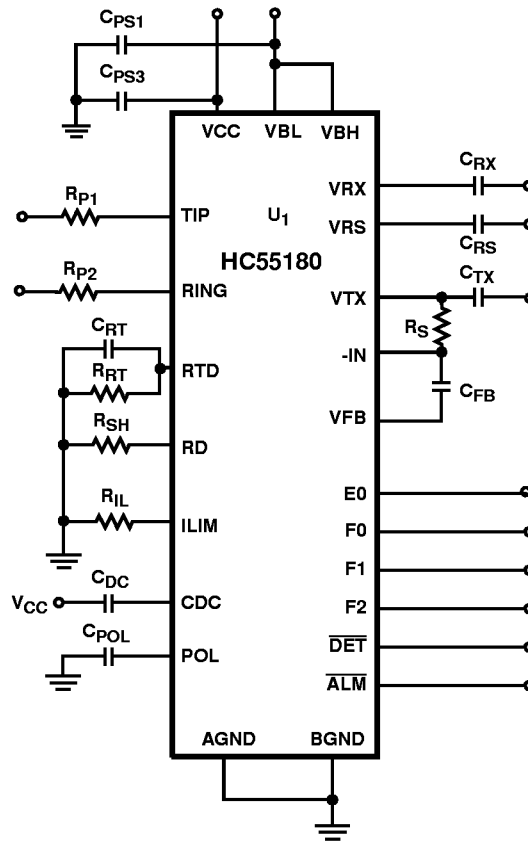 CPS1
CPS3
VCC VBL VBH
RP1
TIP
U1
HC55180
RP2
RING
CRT
RRT
RTD
RSH
RD
RIL
ILIM
VCC
CDC
CDC
CPOL
POL
AGND BGND
VRX
CRX
VRS
CRS
VTX
CTX
RS
-IN
CFB
VFB
E0
F0
F1
F2
DET
ALM